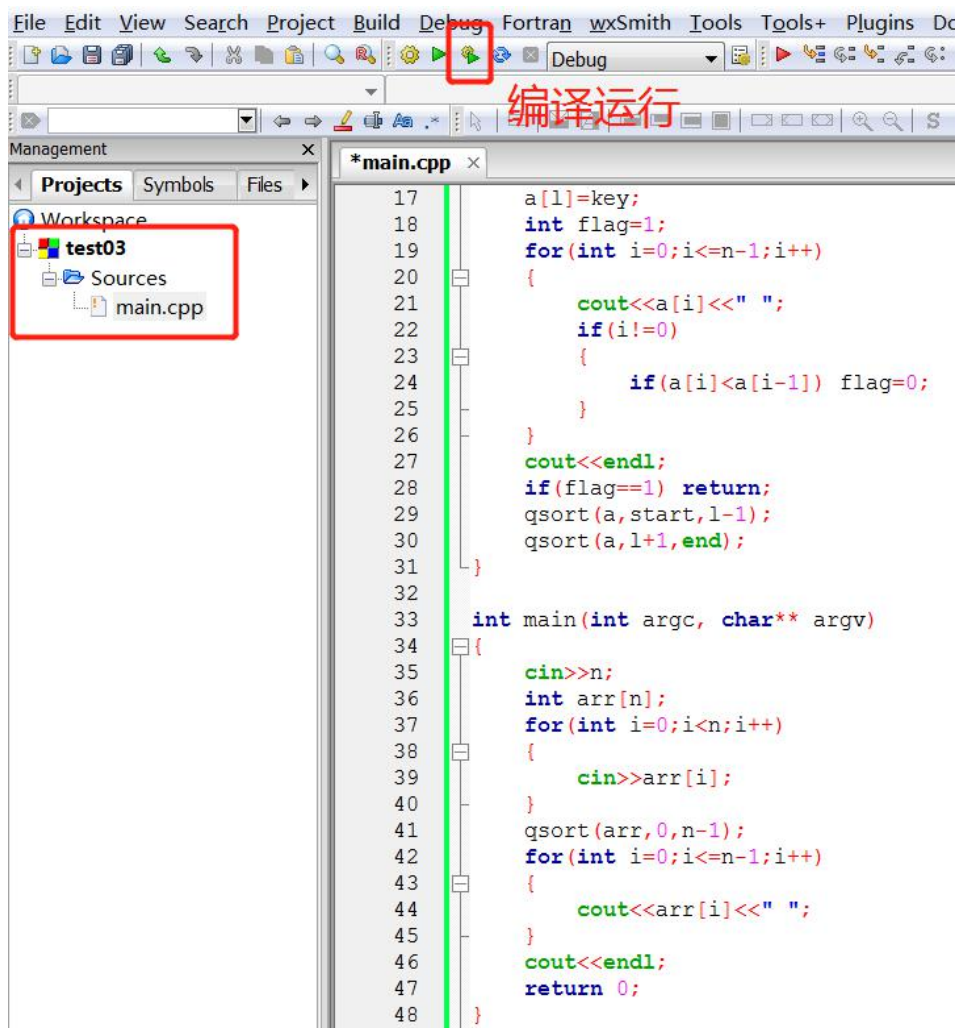 File Edit View Search Project Build Debug Fortran wxSmith Tools Tools+ Plugins Do
Debug
编译运行
Management
Projects Symbols Files
*main.cpp
Workspace
test03
Sources
main.cpp
17 a[l]=key;
18 int flag=1;
19 for(int i=0;i<=n-1;i++)
20 {
21 cout<<a[i]<<" ";
22 if(i!=0)
23 {
24 if(a[i]<a[i-1]) flag=0;
25 }
26 }
27 cout<<endl;
28 if(flag==1) return;
29 qsort(a,start,l-1);
30 qsort(a,l+1,end);
31 }
32
33 int main(int argc, char** argv)
34 {
35 cin>>n;
36 int arr[n];
37 for(int i=0;i<n;i++)
38 {
39 cin>>arr[i];
40 }
41 qsort(arr,0,n-1);
42 for(int i=0;i<=n-1;i++)
43 {
44 cout<<arr[i]<<" ";
45 }
46 cout<<endl;
47 return 0;
48 }